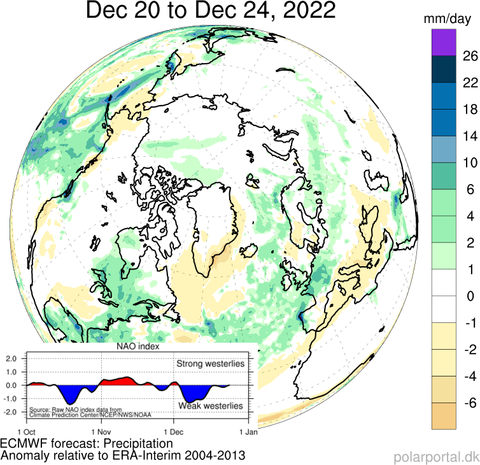 Dec 20 to Dec 24, 2022
mm/day
26
22
18
14
10
6
4
2
1
0
-1
-2
-4
-6
NAO index
2.0
1.0
0.0
-1.0
-2.0
Strong westerlies
Weak westerlies
Source: Raw NAO index data from
Climate Prediction Center/NCEP/NWS/NOAA
1 Oct 1 Nov 1 Dec 1 Jan
ECMWF forecast: Precipitation
Anomaly relative to ERA-Interim 2004-2013
polarportal.dk